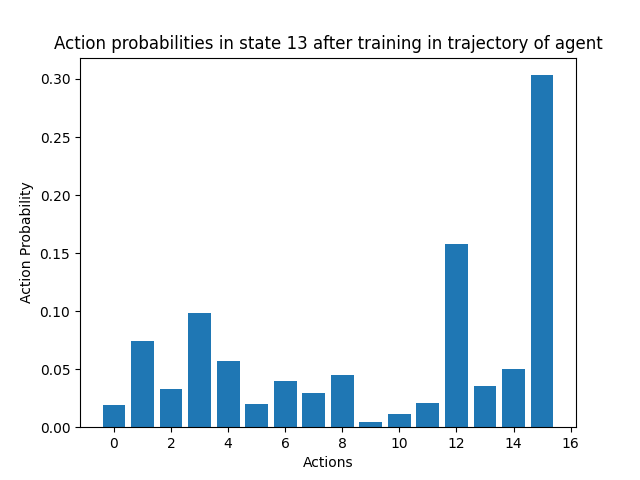 Action probabilities in state 13 after training in trajectory of agent
0.30
0.25
0.20
0.15
0.10
0.05
0.00
Action Probability
0 2 4 6 8 10 12 14 16
Actions